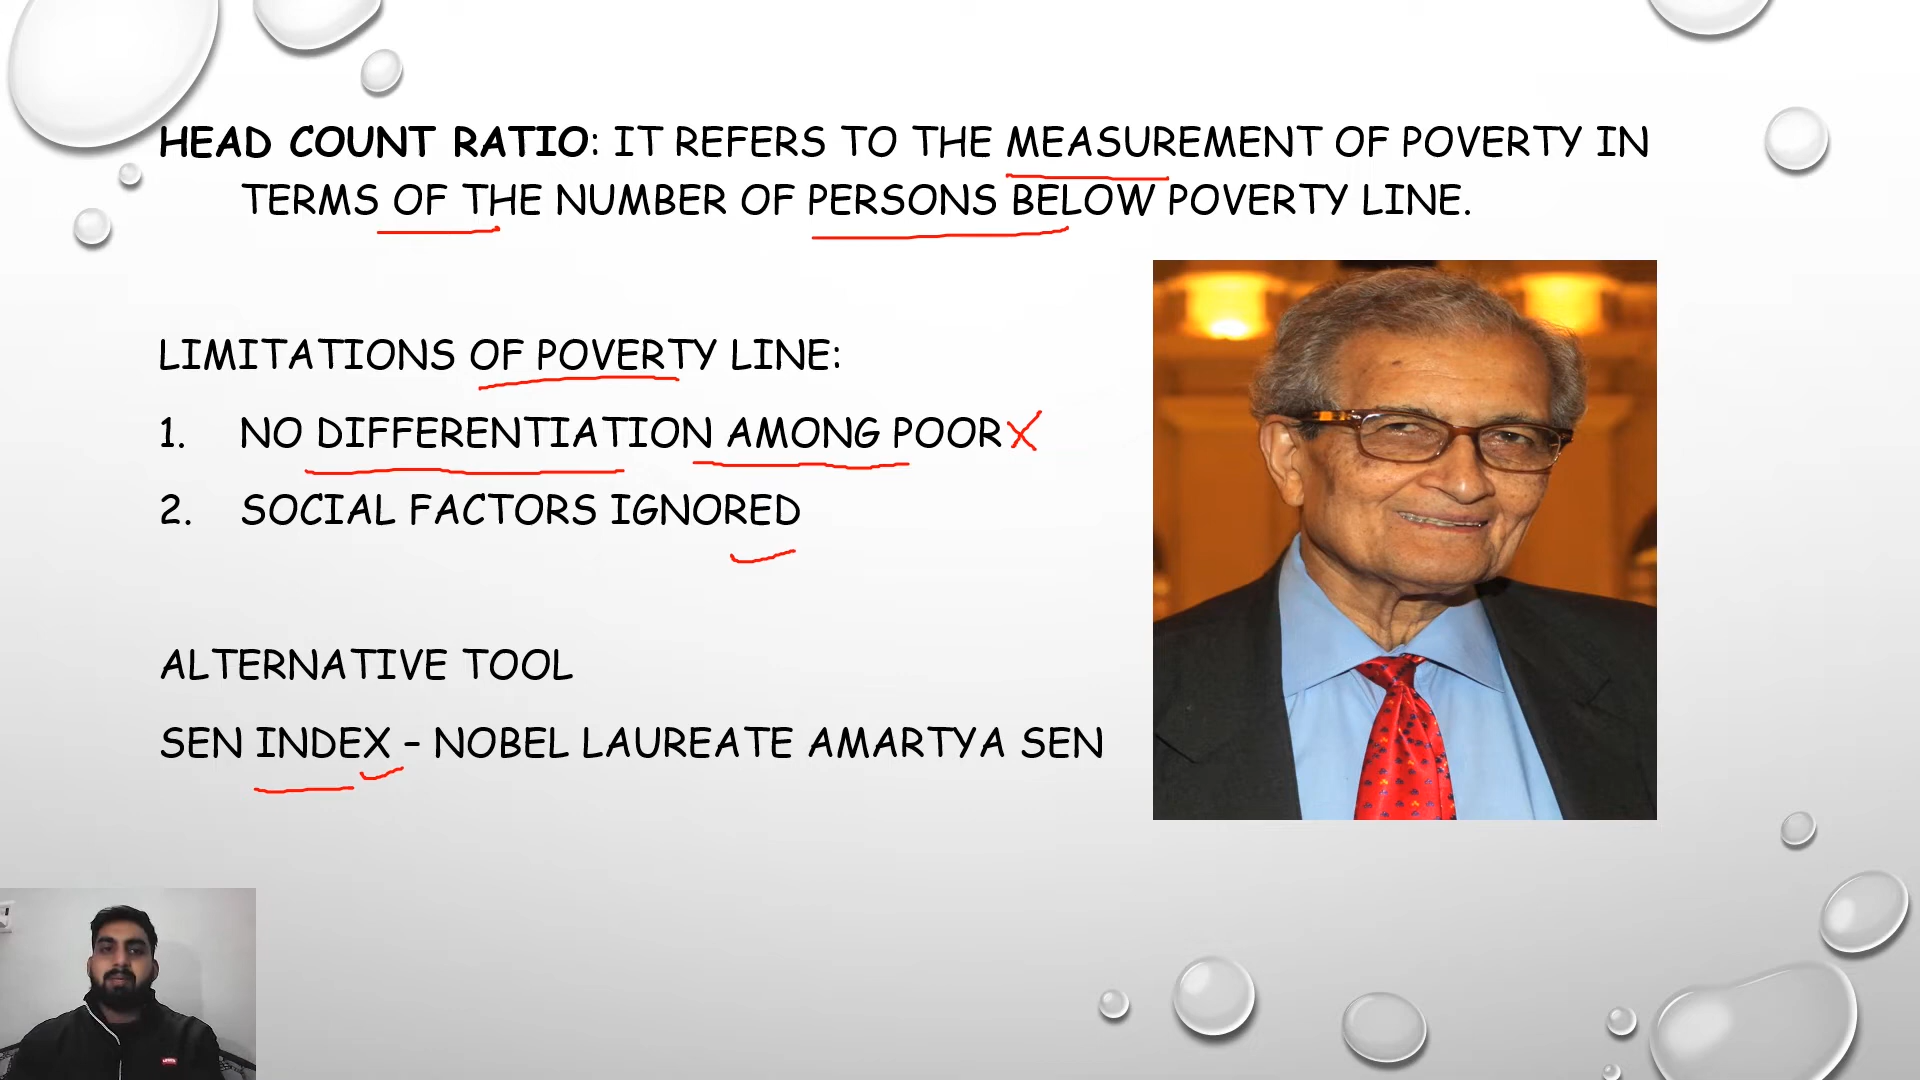 HEAD COUNT RATIO: IT REFERS TO THE MEASUREMENT OF POVERTY IN
TERMS OF THE NUMBER OF PERSONS BELOW POVERTY LINE.
LIMITATIONS OF POVERTY LINE:
1. NO DIFFERENTIATION AMONG POOR X
2. SOCIAL FACTORS IGNORED
ALTERNATIVE TOOL
SEN INDEX – NOBEL LAUREATE AMARTYA SEN